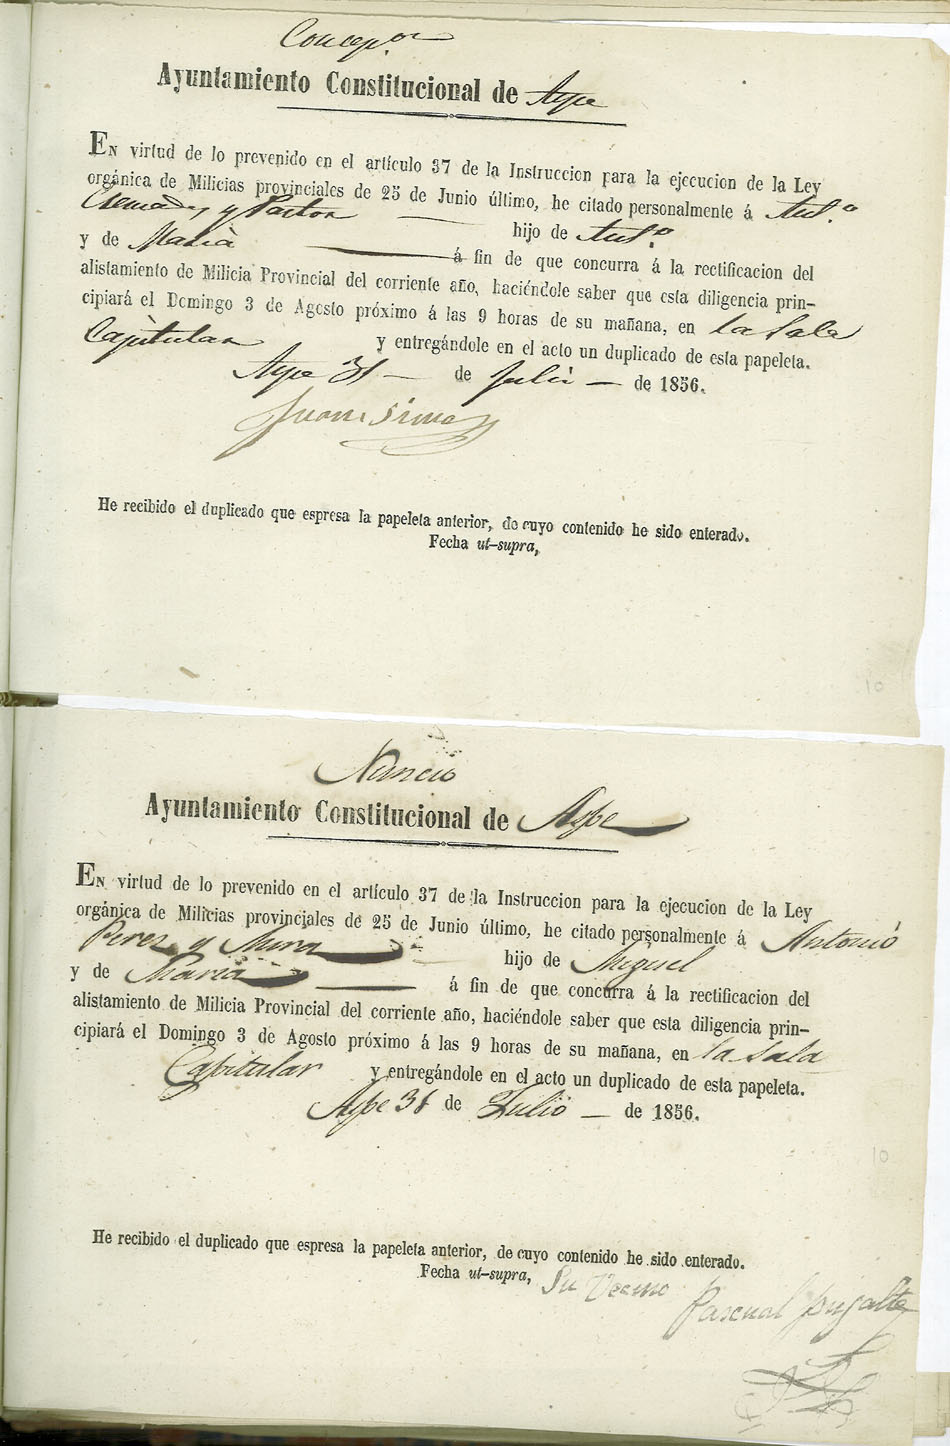 Concepon
Ayuntamiento Constitucional de Aspe
EN virtud de lo prevenido en el artículo 37 de la Instruccion para la ejecucion de la Ley
orgánica de Milicias provinciales de 25 de Junio último, he citado personalmente á Anto.
y Pastor hijo de Anto.
y de Maria á fin de que concurra á la rectificacion del
alistamiento de Milicia Provincial del corriente año, haciéndole saber que esta diligencia prin-
cipiará el Domingo 3 de Agosto próximo á las 9 horas de su mañana, en la Sala
Capitular y entregándole en el acto un duplicado de esta papeleta.
Aspe 31 de Julio de 1856.
Juan Simo
He recibido el duplicado que espresa la papeleta anterior, de cuyo contenido he sido enterado.
Fecha ut-supra,
10
Nuncio
Ayuntamiento Constitucional de Aspe
EN virtud de lo prevenido en el artículo 37 de la Instruccion para la ejecucion de la Ley
orgánica de Milicias provinciales de 25 de Junio último, he citado personalmente á Antonio
Perez y Mira hijo de Miguel
y de Maria á fin de que concurra á la rectificacion del
alistamiento de Milicia Provincial del corriente año, haciéndole saber que esta diligencia prin-
cipiará el Domingo 3 de Agosto próximo á las 9 horas de su mañana, en la Sala
Capitular y entregándole en el acto un duplicado de esta papeleta.
Aspe 31 de Julio de 1856.
10
He recibido el duplicado que espresa la papeleta anterior, de cuyo contenido he sido enterado.
Fecha ut-supra, Su Vecino
Pascual Pujalte